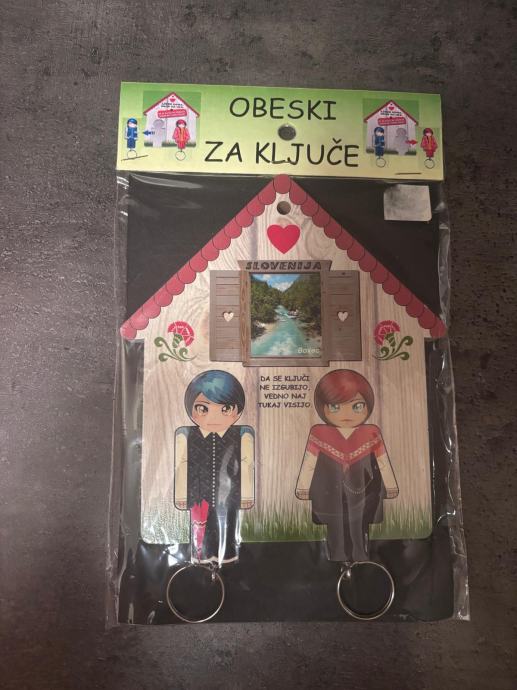 OBESKI
ZA KLJUČE
SLOVENIJA
Bovec
DA SE KLJUČI
NE IZGUBIJO,
VEDNO NAJ
TUKAJ VISIJO.